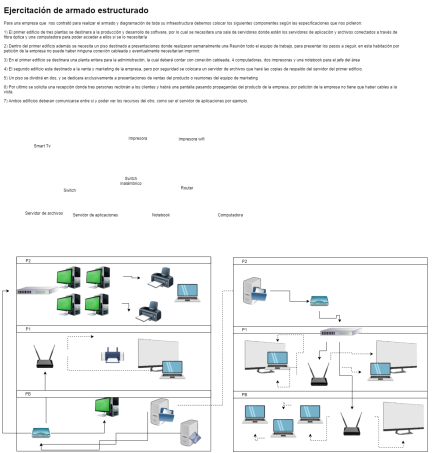 Ejercitación de armado estructurado
Para una empresa que nos contrató para realizar el armado y diagramación de toda su infraestructura debemos colocar los siguientes componentes según las especificaciones que nos pidieron:
1) El primer edificio de tres plantas se destinara a la producción y desarrollo de software, por lo cual se necesitara una sala de servidores donde estén los servidores de aplicación y archivos conectados a través de
fibra óptica y una computadora para poder acceder a ellos si se lo necesitaría
2) Dentro del primer edificio además se necesita un piso destinado a presentaciones donde realizaran semanalmente una Reunión todo el equipo de trabajo, para presentar los pasos a seguir, en esta habitación por
petición de la empresa no puede haber ninguna conexión cableada y eventualmente necesitarían imprimir
3) En el primer edificio se destinara una planta entera para la administración, la cual deberá contar con conexión cableada, 4 computadoras, dos impresoras y una notebook para el jefe del área
4) El segundo edificio esta destinado a la venta y marketing de la empresa, pero por seguridad se colocara un servidor de archivos que hará las copias de respaldo del servidor del primer edificio.
5) Un piso se dividirá en dos, y se dedicara exclusivamente a presentaciones de ventas del producto o reuniones del equipo de marketing
6) Por ultimo se solicita una recepción donde tres personas recibirán a los clientes y habrá una pantalla pasando propagandas del producto de la empresa, por petición de la empresa no tiene que haber cables a la
vista.
7) Ambos edificios deberían comunicarse entre si y poder ver los recursos del otro, como ser el servidor de aplicaciones por ejemplo.
Impresora
Impresora wifi
Smart Tv
Switch
inalámbrico
Router
Switch
Servidor de archivos
Servidor de aplicaciones
Notebook
Computadora
P2
P2
P1
P1
PB
PB